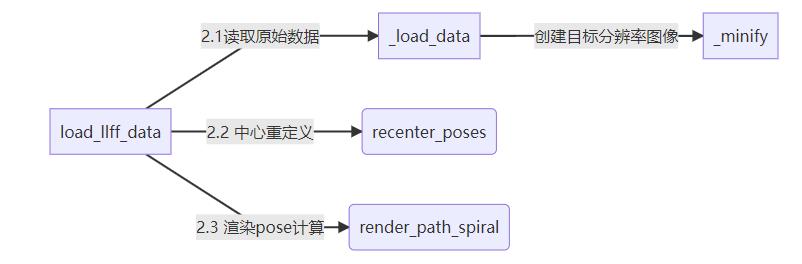 2.1读取原始数据
_load_data
创建目标分辨率图像
_minify
load_llff_data
2.2 中心重定义
recenter_poses
2.3 渲染pose计算
render_path_spiral